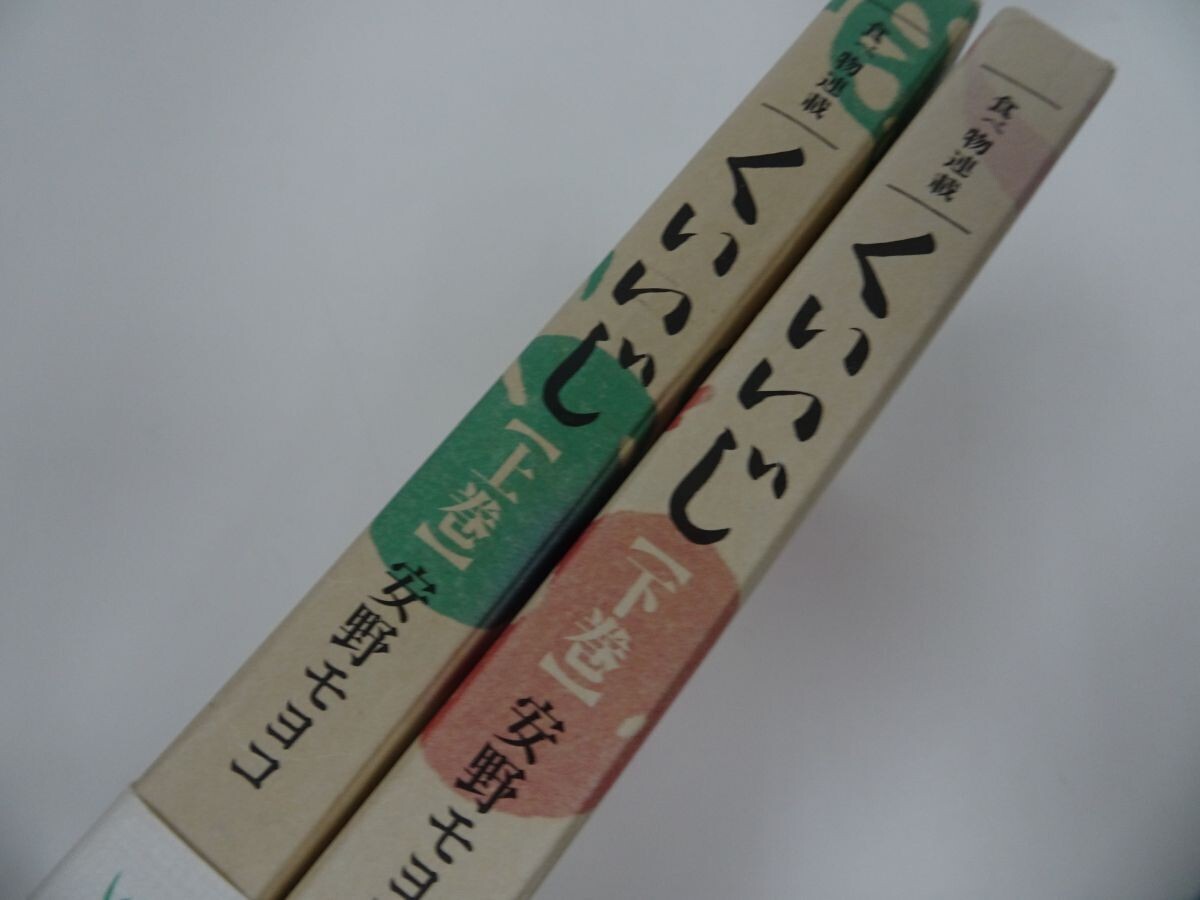 食べ物連載
くいいじ
【上巻】
安野モヨコ
食べ物連載
くいいじ
【下巻】
安野モヨ